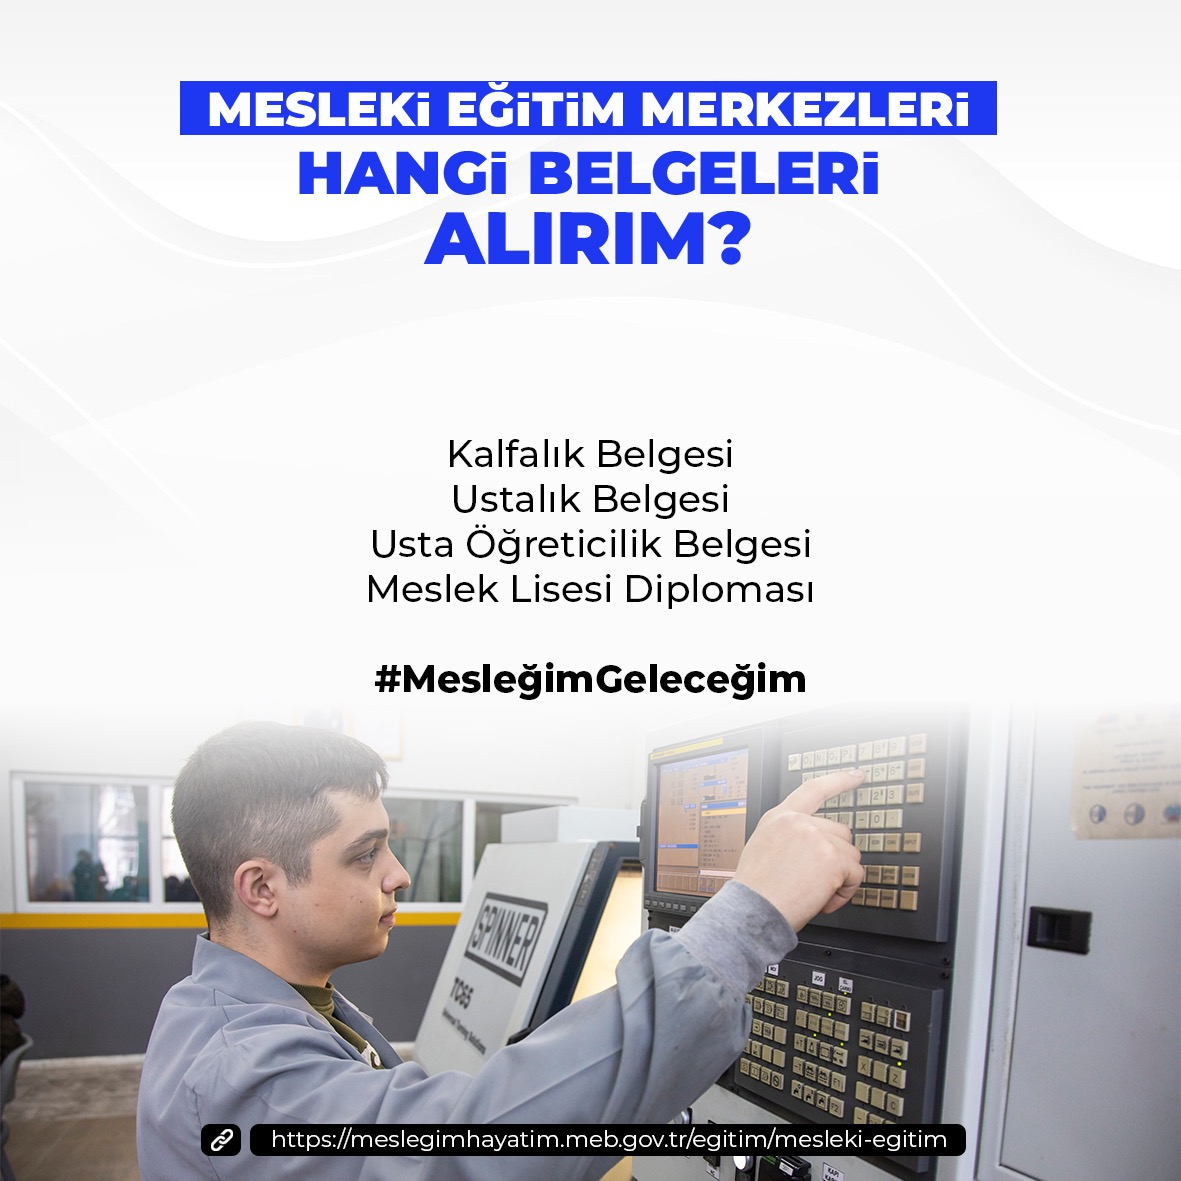 MESLEKİ EĞİTİM MERKEZLERİ
HANGİ BELGELERİ
ALIRIM?
Kalfalık Belgesi
Ustalık Belgesi
Usta Öğreticilik Belgesi
Meslek Lisesi Diploması
#MesleğimGeleceğim
SPINNER
TC65
https://meslegimhayatim.meb.gov.tr/egitim/mesleki-egitim